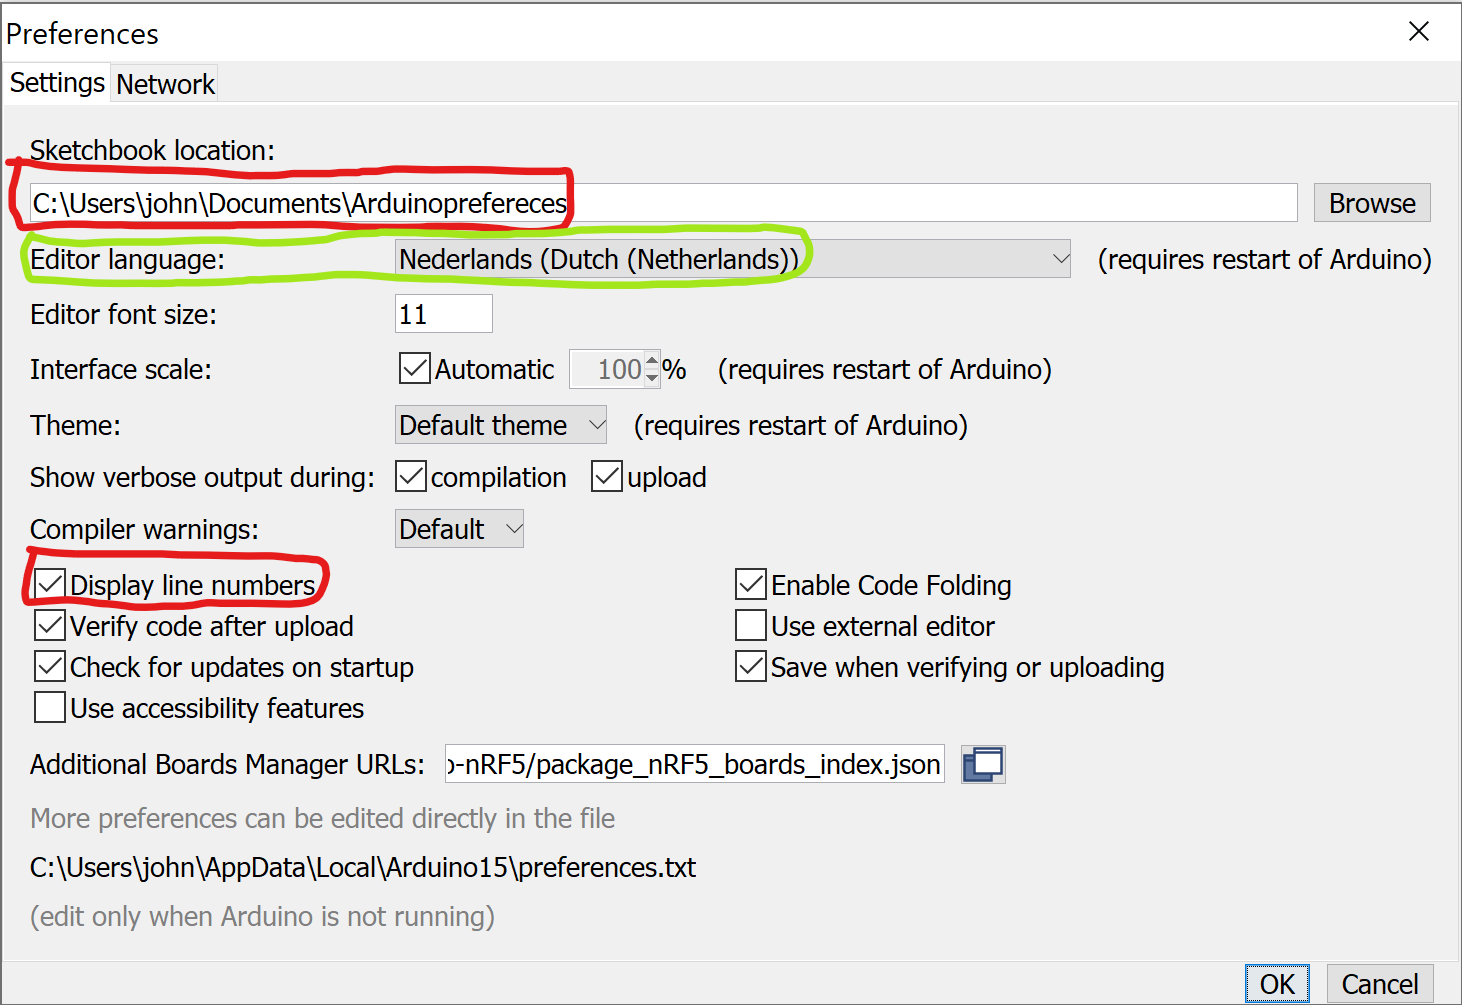 Preferences
Settings Network
Sketchbook location:
C:\Users\john\Documents\Arduinoprefereces Browse
Editor language: Nederlands (Dutch (Netherlands)) (requires restart of Arduino)
Editor font size: 11
Interface scale: Automatic 100 % (requires restart of Arduino)
Theme: Default theme (requires restart of Arduino)
Show verbose output during: compilation upload
Compiler warnings: Default
Display line numbers Enable Code Folding
Verify code after upload Use external editor
Check for updates on startup Save when verifying or uploading
Use accessibility features
Additional Boards Manager URLs: -nRF5/package_nRF5_boards_index.json
More preferences can be edited directly in the file
C:\Users\john\AppData\Local\Arduino15\preferences.txt
(edit only when Arduino is not running)
OK Cancel